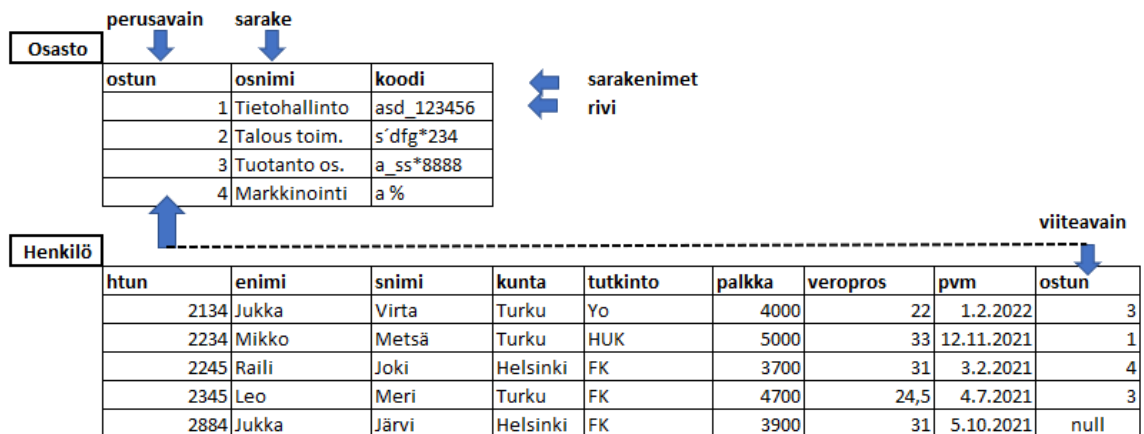 perusavain sarake
Osasto
ostun osnimi koodi sarakenimet
1 Tietohallinto asd_123456 rivi
2 Talous toim. s´dfg*234
3 Tuotanto os. a_ss*8888
4 Markkinointi a %
viiteavain
Henkilö
htun enimi snimi kunta tutkinto palkka veropros pvm ostun
2134 Jukka Virta Turku Yo 4000 22 1.2.2022 3
2234 Mikko Metsä Turku HUK 5000 33 12.11.2021 1
2245 Raili Joki Helsinki FK 3700 31 3.2.2021 4
2345 Leo Meri Turku FK 4700 24,5 4.7.2021 3
2884 Jukka Järvi Helsinki FK 3900 31 5.10.2021 null